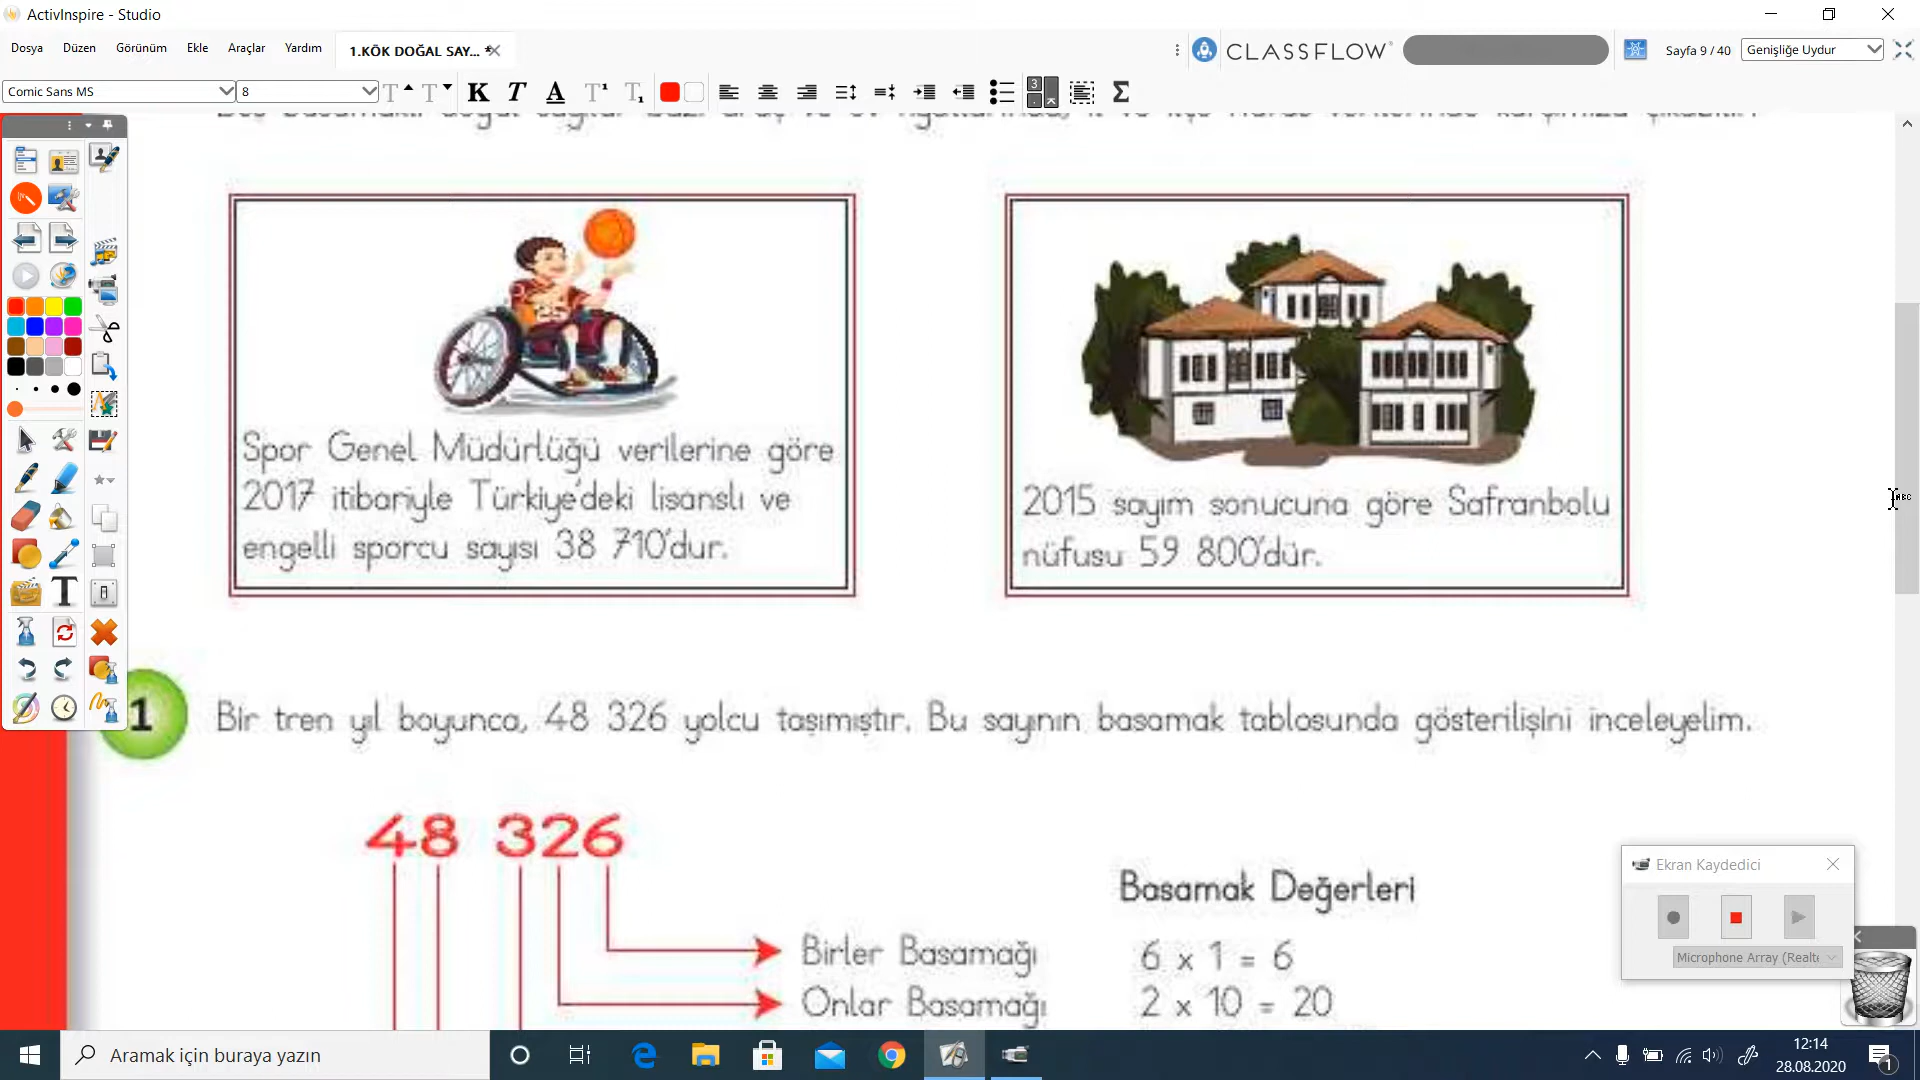 ActivInspire - Studio
Dosya Düzen Görünüm Ekle Araçlar Yardım 1.KÖK DOĞAL SAY... * CLASSFLOW Sayfa 9 / 40 Genişliğe Uydur
Comic Sans MS 8 K T A
Spor Genel Müdürlüğü verilerine göre
2017 itibariyle Türkiye'deki lisanslı ve
engelli sporcu sayısı 38 710'dur.
2015 sayım sonucuna göre Safranbolu
nüfusu 59 800'dür.
1 Bir tren yıl boyunca, 48 326 yolcu taşımıştır. Bu sayının basamak tablosunda gösterilişini inceleyelim.
48 326
Basamak Değerleri
Birler Basamağı 6 x 1 = 6
Onlar Basamağı 2 x 10 = 20
Ekran Kaydedici
Microphone Array (Realte
Aramak için buraya yazın
12:14
28.08.2020
1